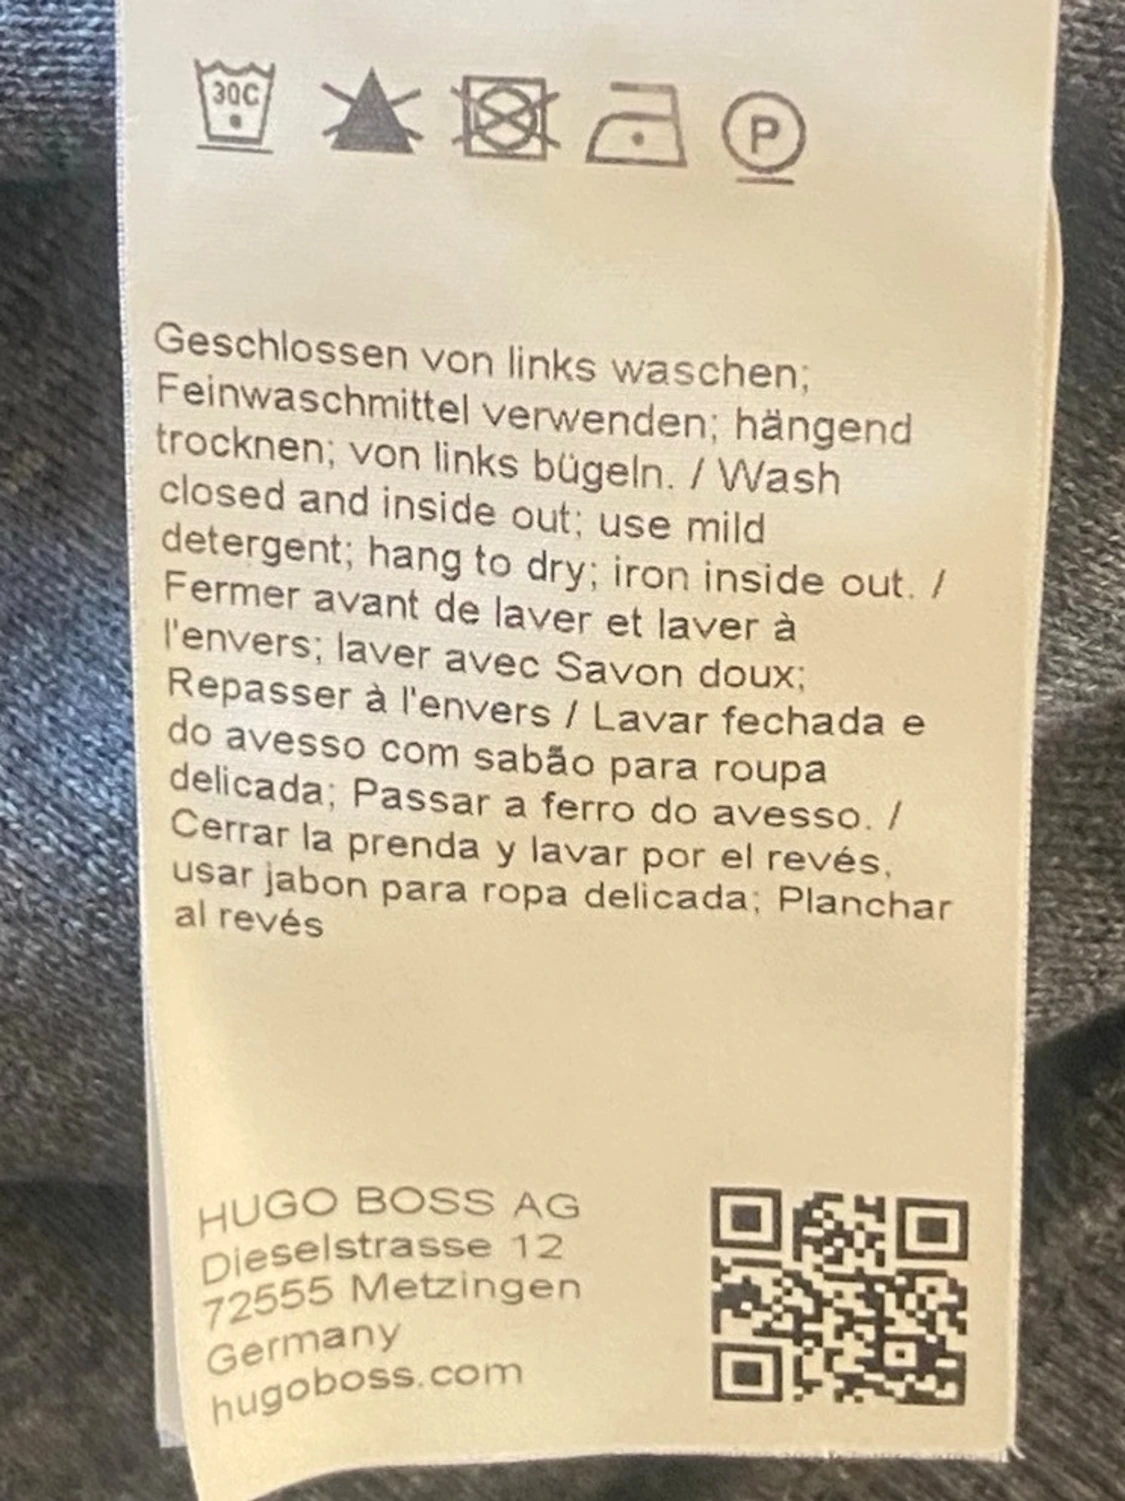 30C
P
Geschlossen von links waschen;
Feinwaschmittel verwenden; hängend
trocknen; von links bügeln. / Wash
closed and inside out; use mild
detergent; hang to dry; iron inside out. /
Fermer avant de laver et laver à
l'envers; laver avec Savon doux;
Repasser à l'envers / Lavar fechada e
do avesso com sabão para roupa
delicada; Passar a ferro do avesso. /
Cerrar la prenda y lavar por el revés,
usar jabon para ropa delicada; Planchar
al revés
HUGO BOSS AG
Dieselstrasse 12
72555 Metzingen
Germany
hugoboss.com